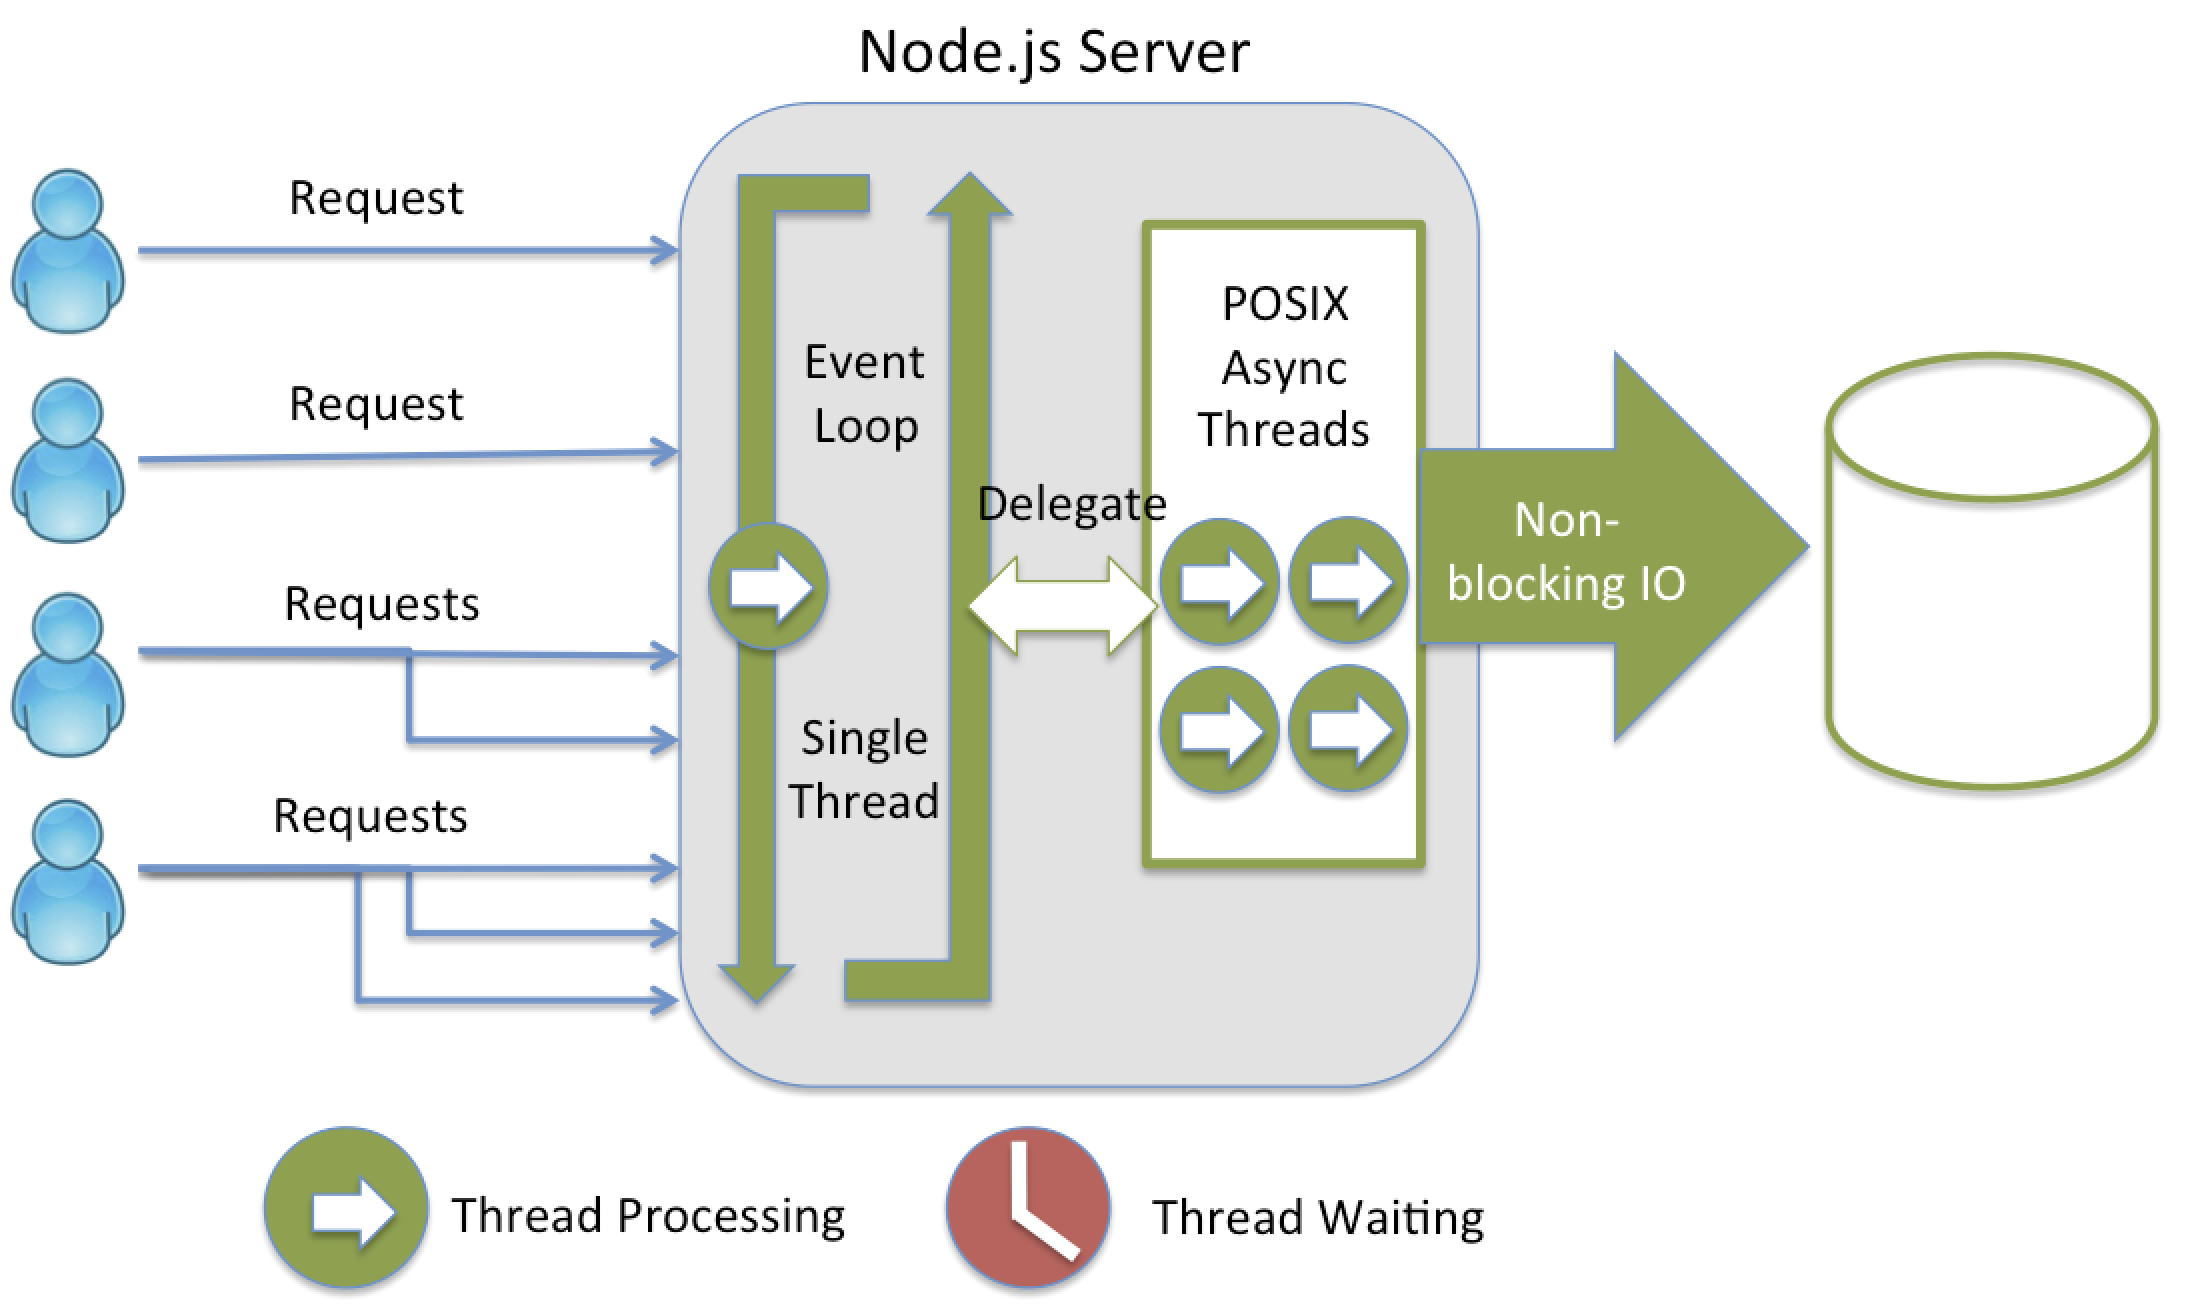 Node.js Server
Request
Request
Requests
Requests
Event
Loop
Single
Thread
Delegate
POSIX
Async
Threads
Non-
blocking IO
Thread Processing
Thread Waiting